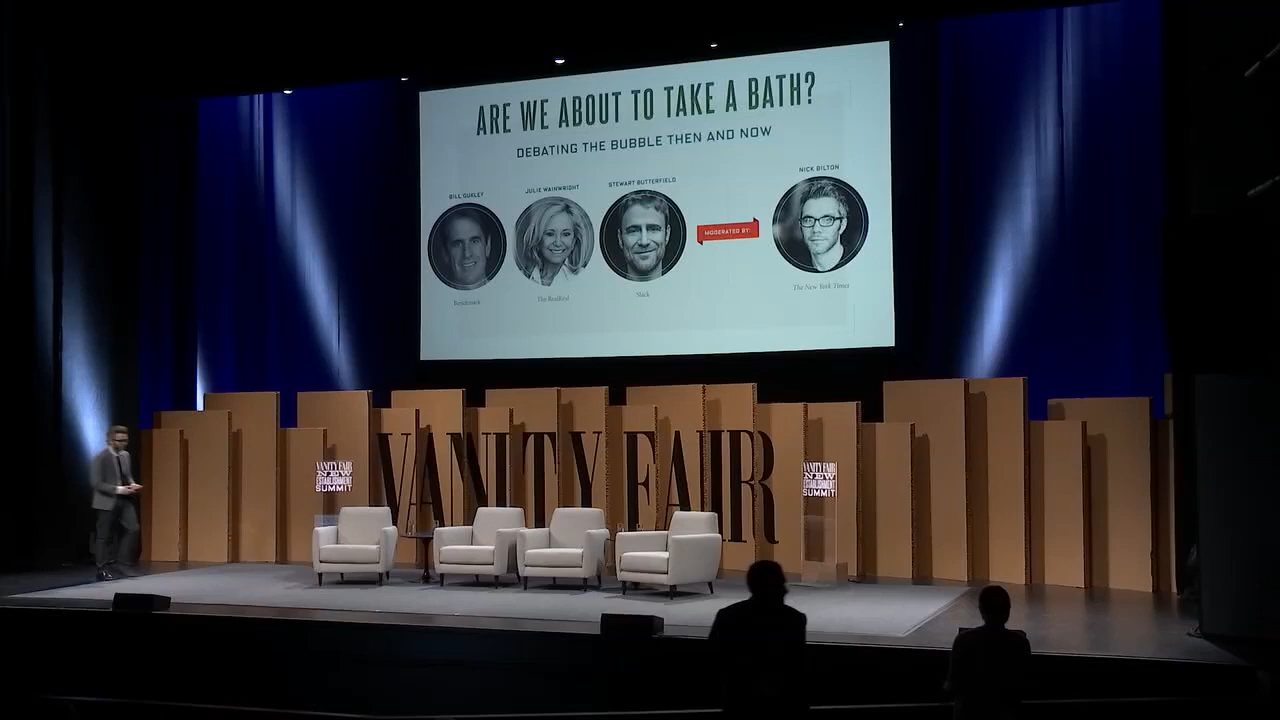 ARE WE ABOUT TO TAKE A BATH?
DEBATING THE BUBBLE THEN AND NOW
BILL GURLEY
JULIE WAINWRIGHT
STEWART BUTTERFIELD
NICK BILTON
MODERATED BY:
Benchmark
The RealReal
Slack
The New York Times
VANITY FAIR
VANITY FAIR
NEW
ESTABLISHMENT
SUMMIT
VANITY FAIR
NEW
ESTABLISHMENT
SUMMIT